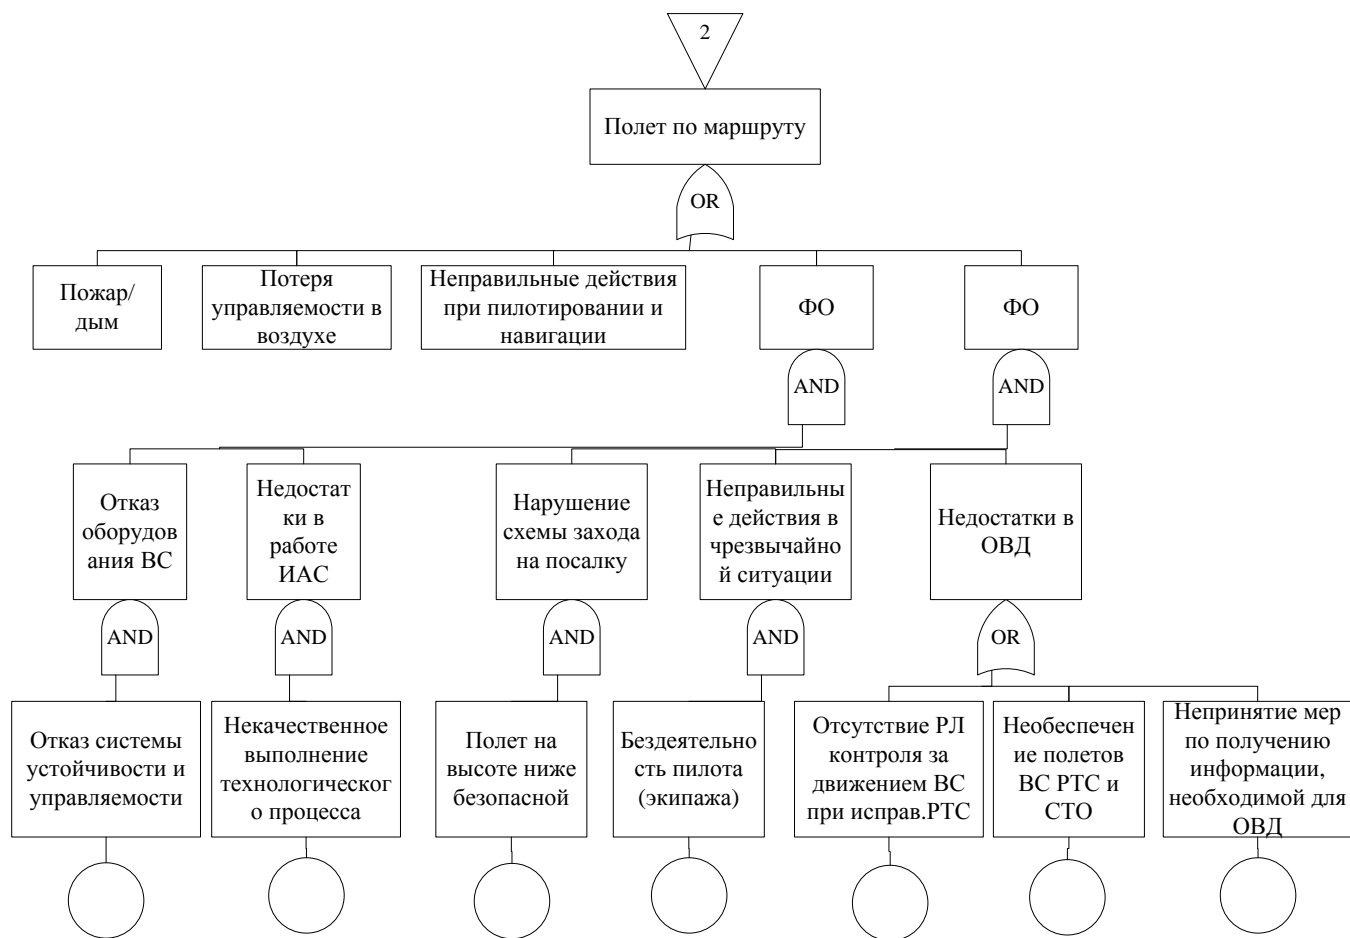 2
Полет по маршруту
OR
Пожар/
дым
Потеря
управляемости в
воздухе
Неправильные действия
при пилотировании и
навигации
ФО
ФО
AND
AND
Отказ
оборудов
ания ВС
Недостат
ки в
работе
ИАС
Нарушение
схемы захода
на посалку
Неправильны
е действия в
чрезвычайно
й ситуации
Недостатки в
ОВД
AND
AND
AND
AND
OR
Отказ системы
устойчивости и
управляемости
Некачественное
выполнение
технологическог
о процесса
Полет на
высоте ниже
безопасной
Бездеятельно
сть пилота
(экипажа)
Отсутствие РЛ
контроля за
движением ВС
при исправ.РТС
Необеспечен
ие полетов
ВС РТС и
СТО
Непринятие мер
по получению
информации,
необходимой для
ОВД